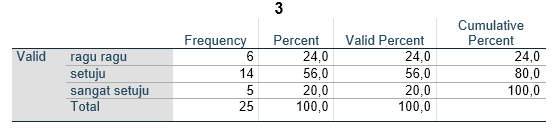 3
Frequency Percent Valid Percent Cumulative Percent
Valid ragu ragu 6 24,0 24,0 24,0
setuju 14 56,0 56,0 80,0
sangat setuju 5 20,0 20,0 100,0
Total 25 100,0 100,0